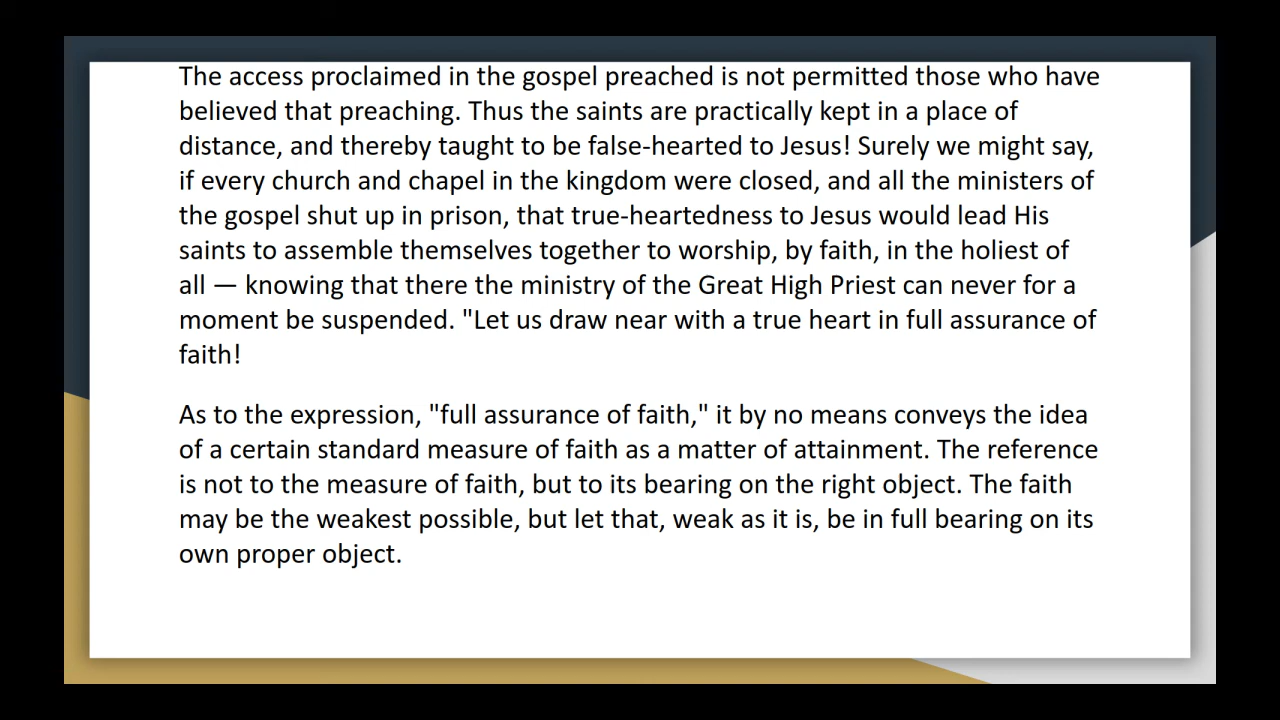 The access proclaimed in the gospel preached is not permitted those who have
believed that preaching. Thus the saints are practically kept in a place of
distance, and thereby taught to be false-hearted to Jesus! Surely we might say,
if every church and chapel in the kingdom were closed, and all the ministers of
the gospel shut up in prison, that true-heartedness to Jesus would lead His
saints to assemble themselves together to worship, by faith, in the holiest of
all — knowing that there the ministry of the Great High Priest can never for a
moment be suspended. "Let us draw near with a true heart in full assurance of
faith!
As to the expression, "full assurance of faith," it by no means conveys the idea
of a certain standard measure of faith as a matter of attainment. The reference
is not to the measure of faith, but to its bearing on the right object. The faith
may be the weakest possible, but let that, weak as it is, be in full bearing on its
own proper object.